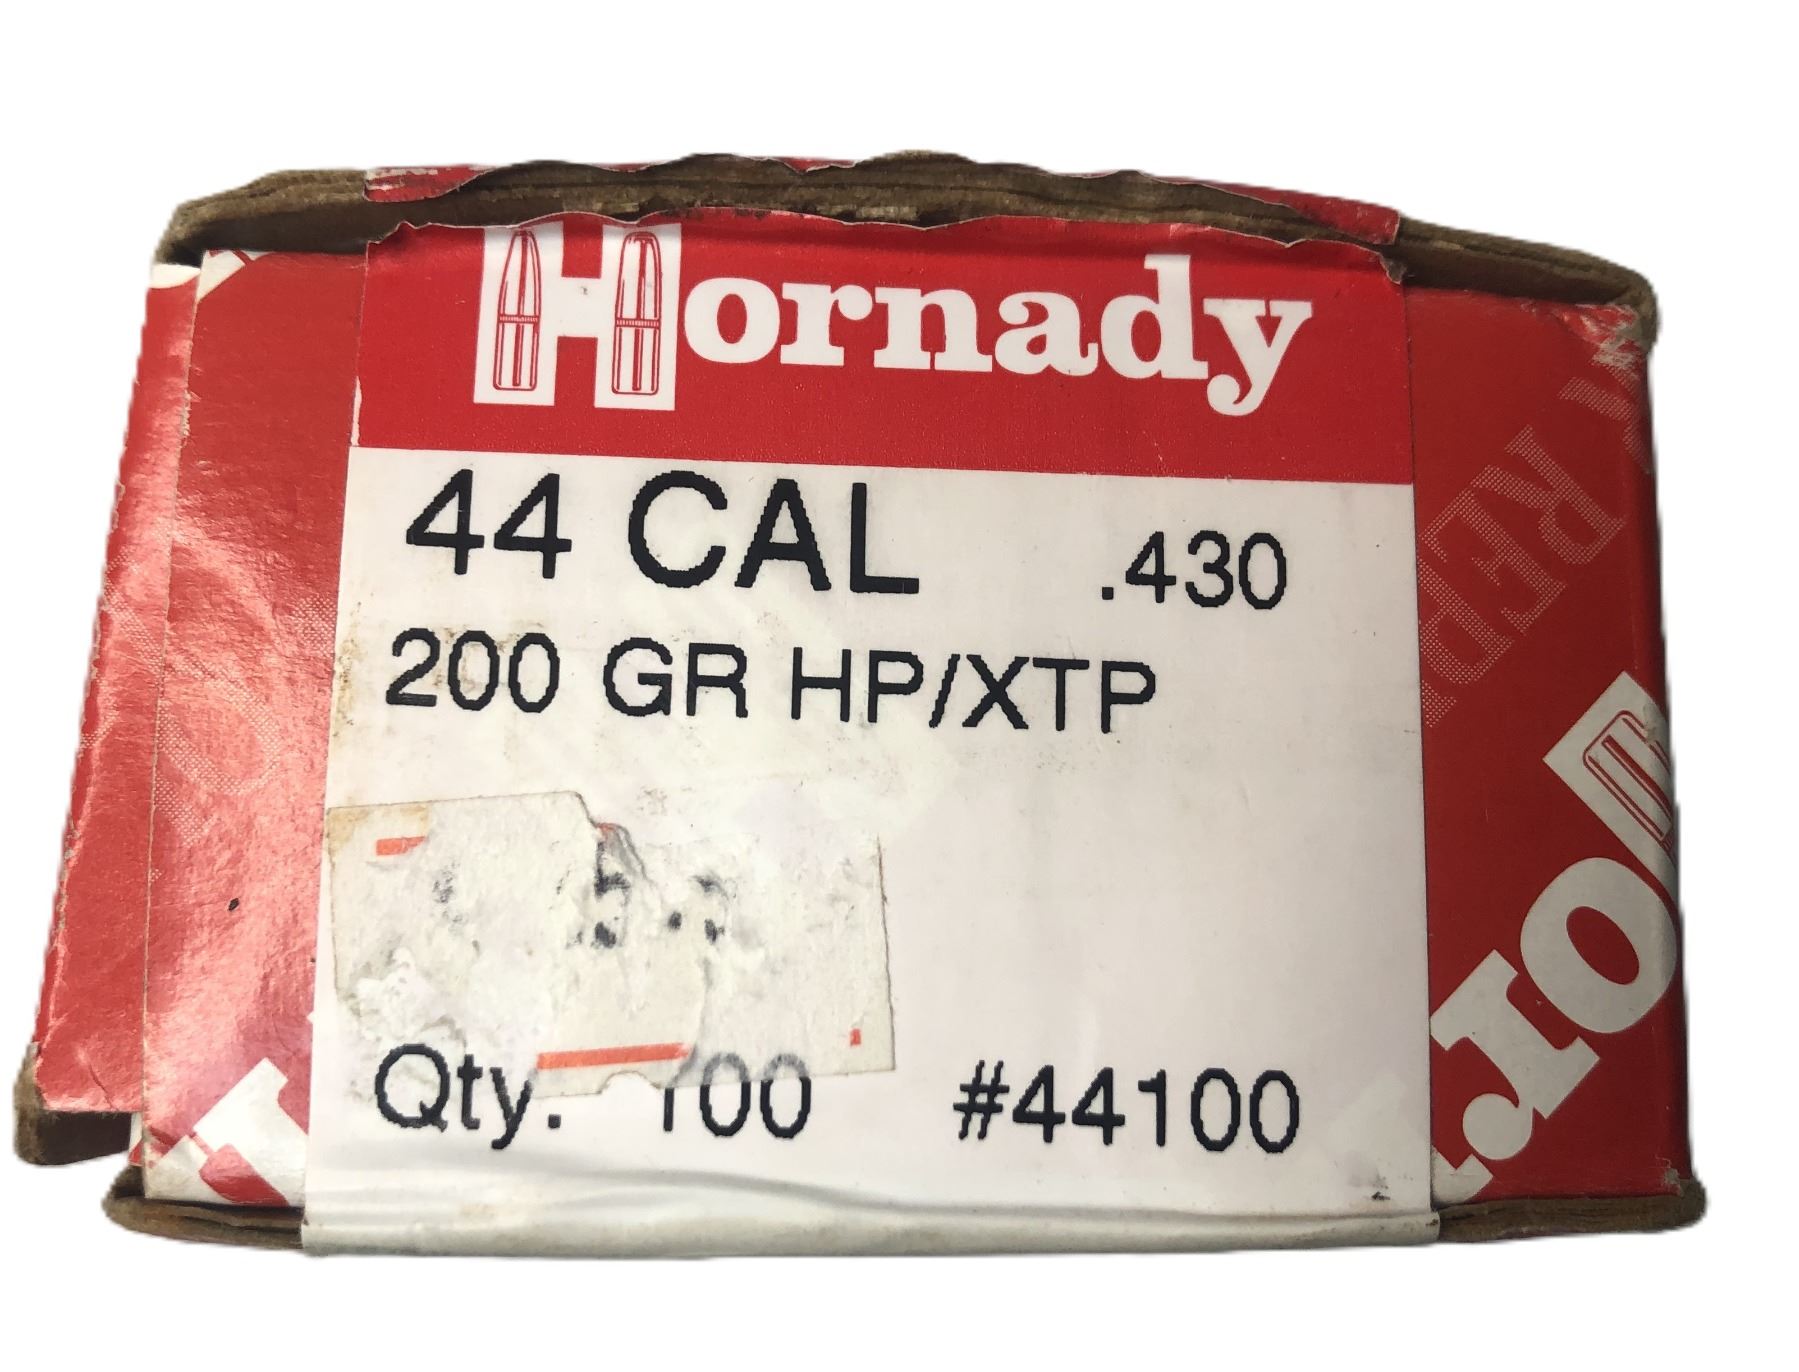 Hornady
44 CAL .430
200 GR HP/XTP
Qty. 100 #44100